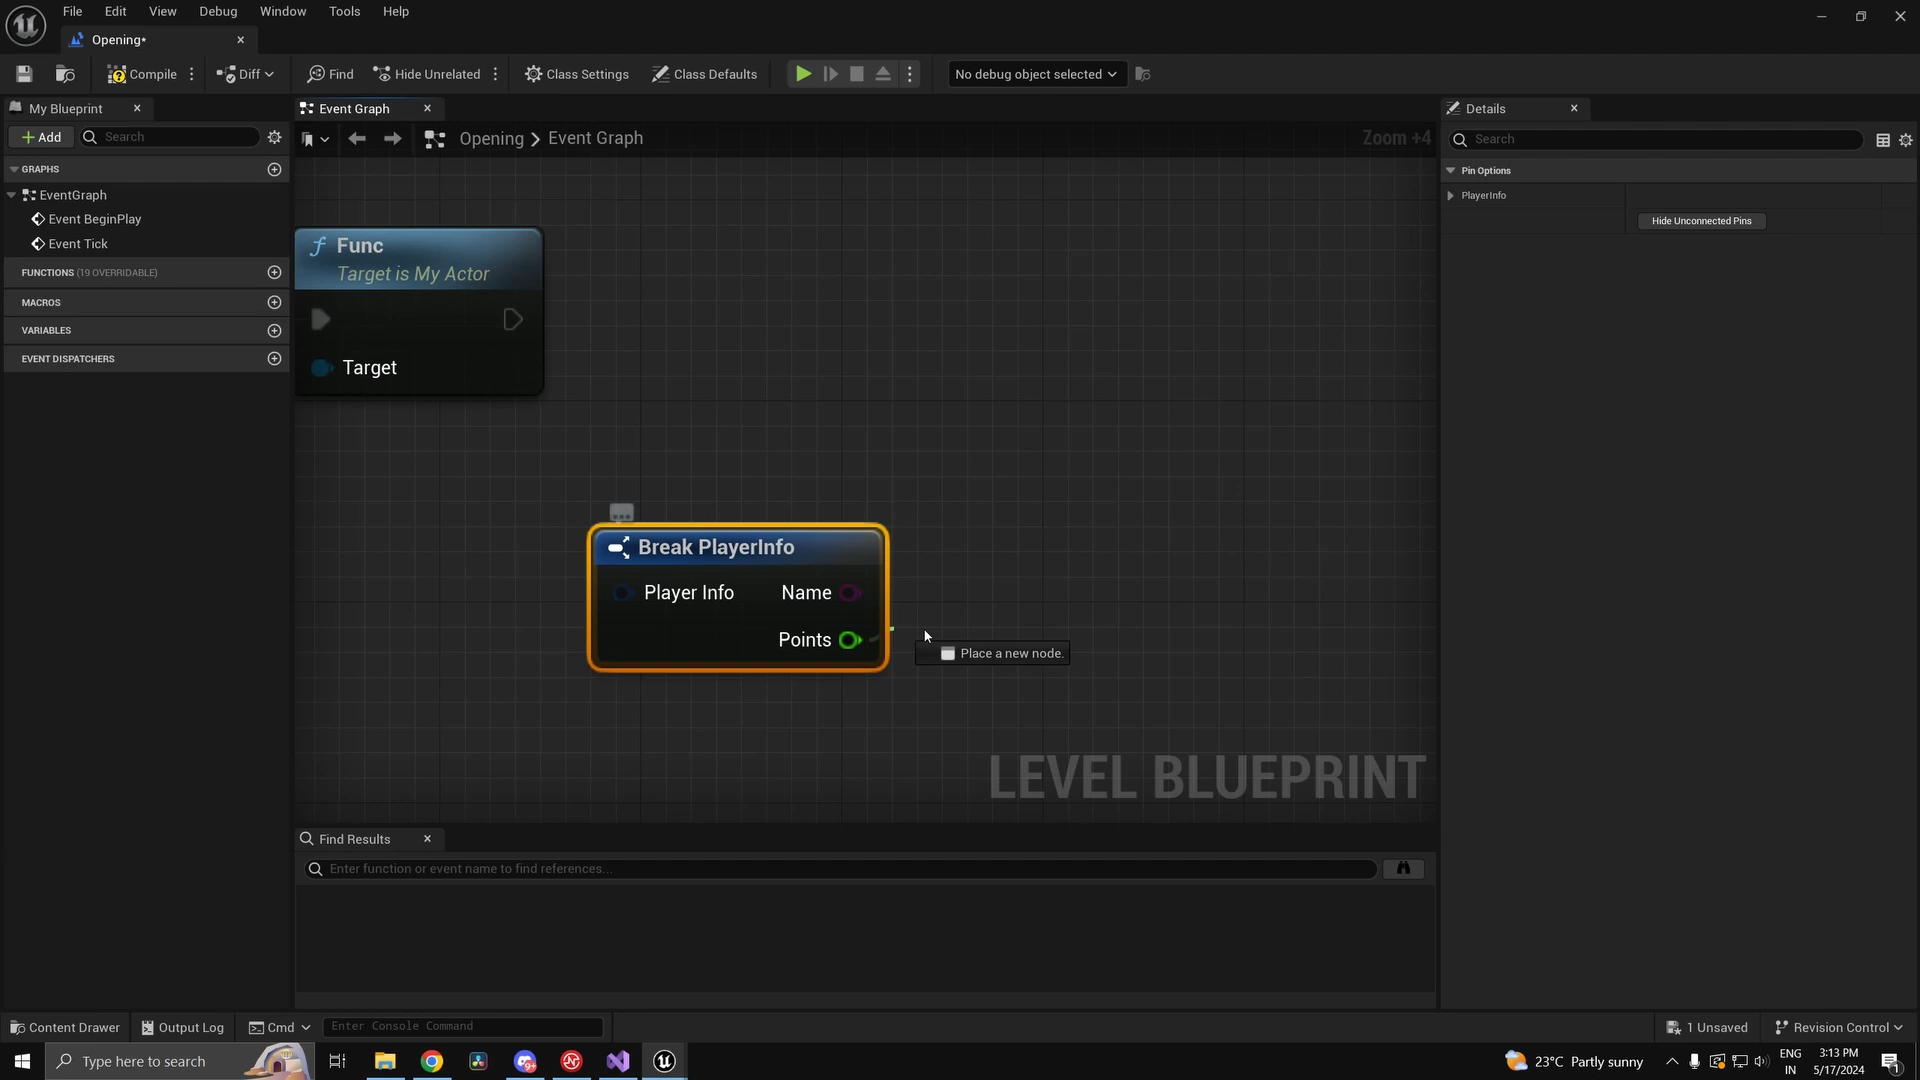 File Edit View Debug Window Tools Help
Opening*
Compile Diff Find Hide Unrelated Class Settings Class Defaults No debug object selected
My Blueprint
Event Graph
Details
Add Search
Opening > Event Graph
Zoom +4
Search
GRAPHS
Pin Options
EventGraph
PlayerInfo
Event BeginPlay
Hide Unconnected Pins
Event Tick
FUNCTIONS (19 OVERRIDABLE)
MACROS
VARIABLES
EVENT DISPATCHERS
f Func
Target is My Actor
Target
Break PlayerInfo
Player Info Name
Points
Place a new node.
LEVEL BLUEPRINT
Find Results
Enter function or event name to find references...
Content Drawer Output Log Cmd Enter Console Command
1 Unsaved Revision Control
Type here to search
9+
23°C Partly sunny
ENG
IN
3:13 PM
5/17/2024
1